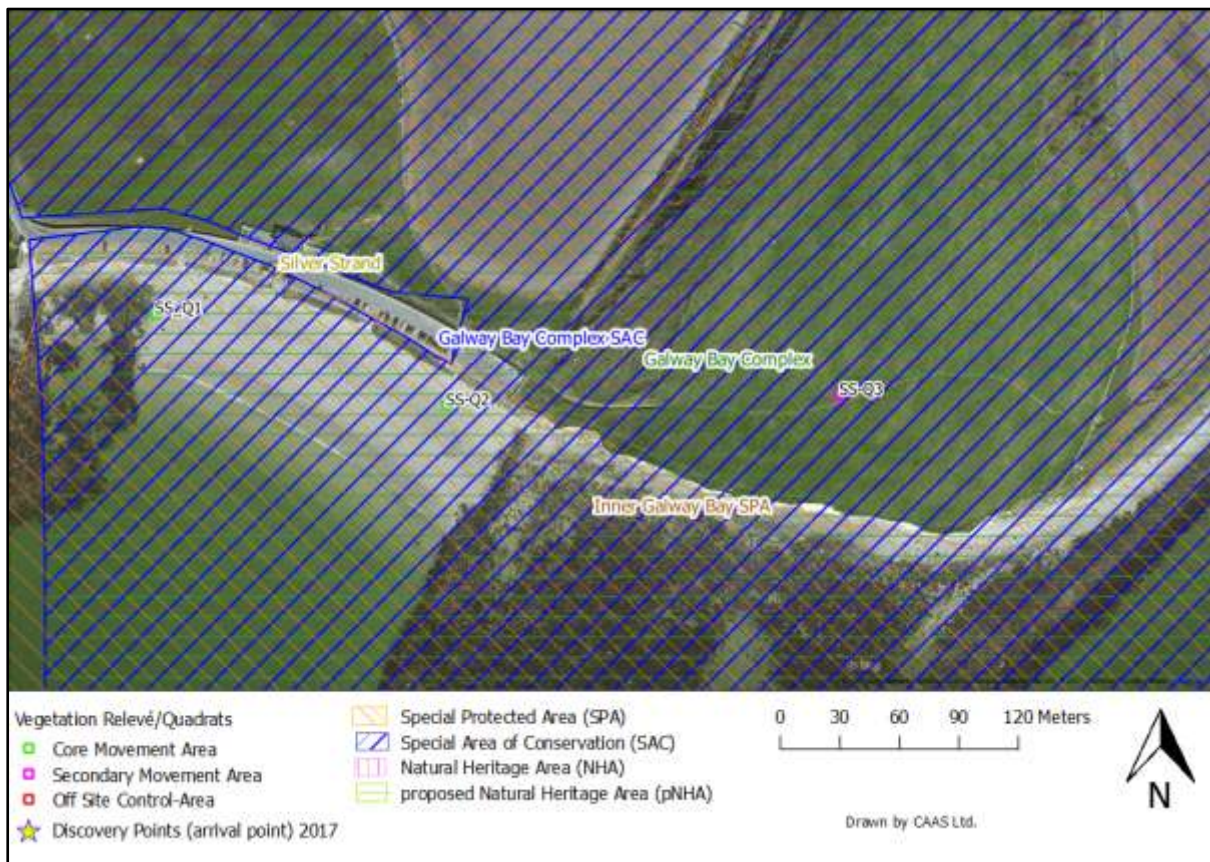 Silver Strand
SS_Q1
Galway Bay Complex SAC
Galway Bay Complex
SS-Q2
SS-Q3
Inner Galway Bay SPA
Vegetation Relevé/Quadrats
Core Movement Area
Secondary Movement Area
Off Site Control-Area
Discovery Points (arrival point) 2017
Special Protected Area (SPA)
Special Area of Conservation (SAC)
Natural Heritage Area (NHA)
proposed Natural Heritage Area (pNHA)
0 30 60 90 120 Meters
N
Drawn by CAAS Ltd.